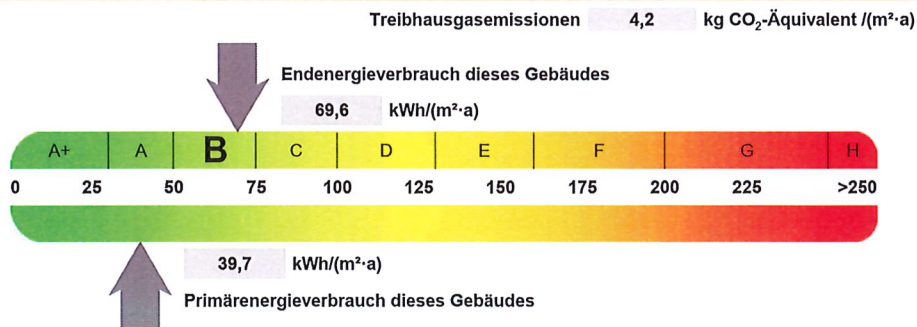 Treibhausgasemissionen 4,2 kg CO₂-Äquivalent /(m²·a)
Endenergieverbrauch dieses Gebäudes
69,6 kWh/(m²·a)
A+ A B C D E F G H
0 25 50 75 100 125 150 175 200 225 >250
39,7 kWh/(m²·a)
Primärenergieverbrauch dieses Gebäudes